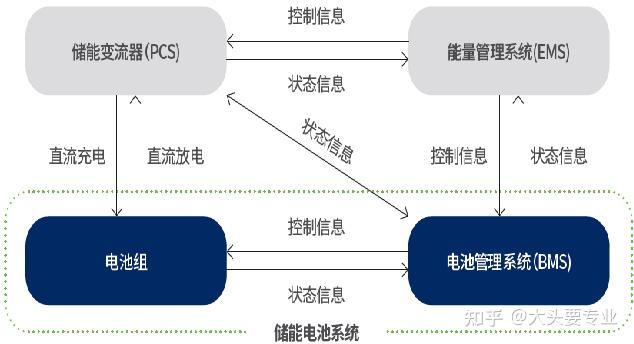 控制信息
储能变流器(PCS)
能量管理系统(EMS)
状态信息
状态信息
直流充电
直流放电
控制信息
状态信息
控制信息
电池组
电池管理系统(BMS)
状态信息
储能电池系统
知乎 @大头要专业